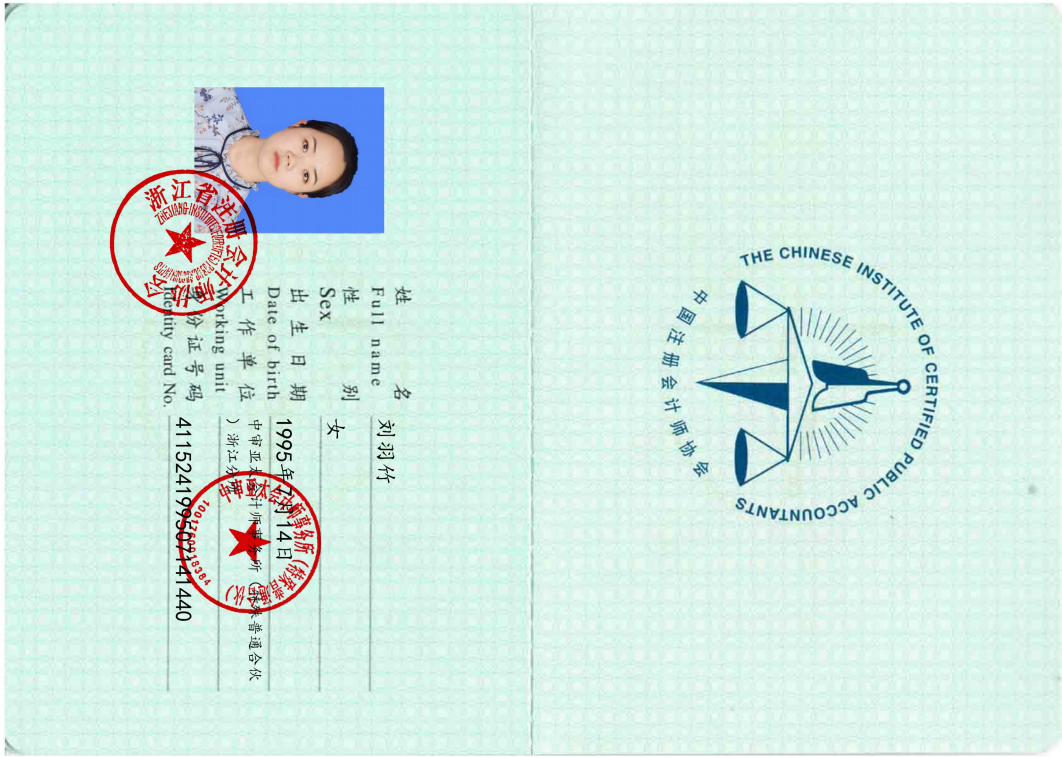 姓 名 刘羽竹
Full name
性 别 女
Sex
出 生 日 期 1995年7月14日
Date of birth
工 作 单 位 中审亚太会计师事务所（特殊普通合伙
Working unit ）浙江分所
身份证号码 411524199507141440
Identity card No.
浙江省注册会计师协会
THE CHINESE INSTITUTE OF CERTIFIED PUBLIC ACCOUNTANTS
中国注册会计师协会